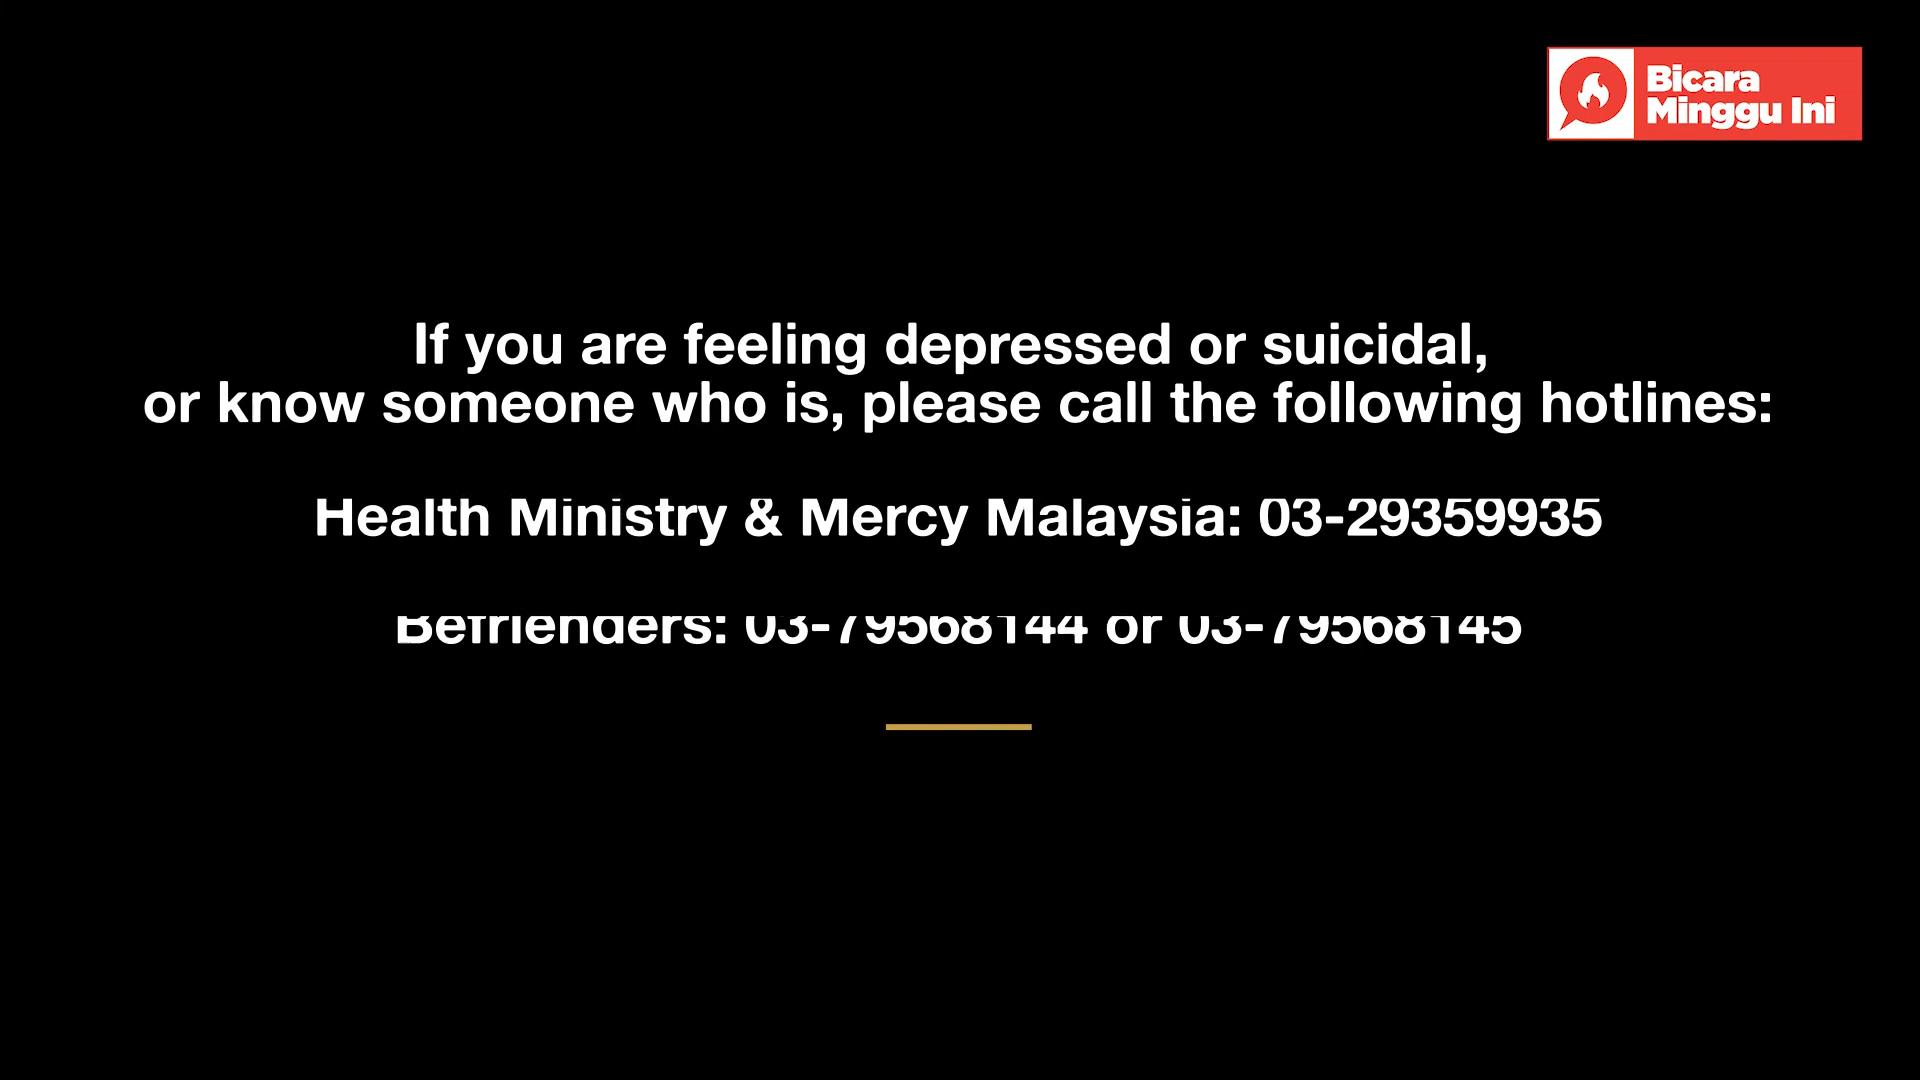 Bicara
Minggu Ini
If you are feeling depressed or suicidal,
or know someone who is, please call the following hotlines:
Health Ministry & Mercy Malaysia: 03-29359935
Befrienders: 03-79568144 or 03-79568145